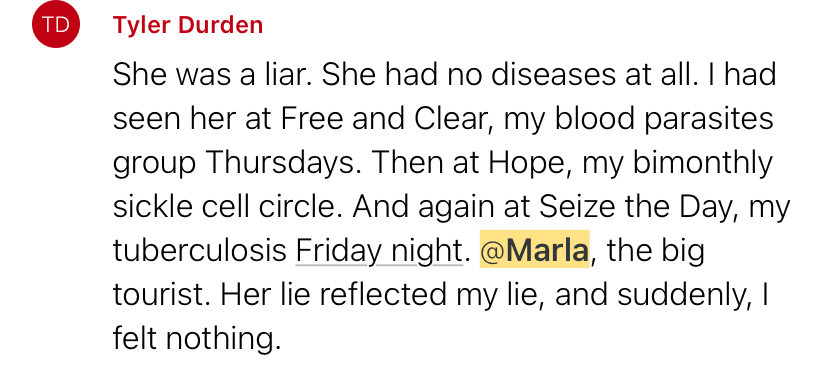 TD
Tyler Durden
She was a liar. She had no diseases at all. I had
seen her at Free and Clear, my blood parasites
group Thursdays. Then at Hope, my bimonthly
sickle cell circle. And again at Seize the Day, my
tuberculosis Friday night. @Marla, the big
tourist. Her lie reflected my lie, and suddenly, I
felt nothing.